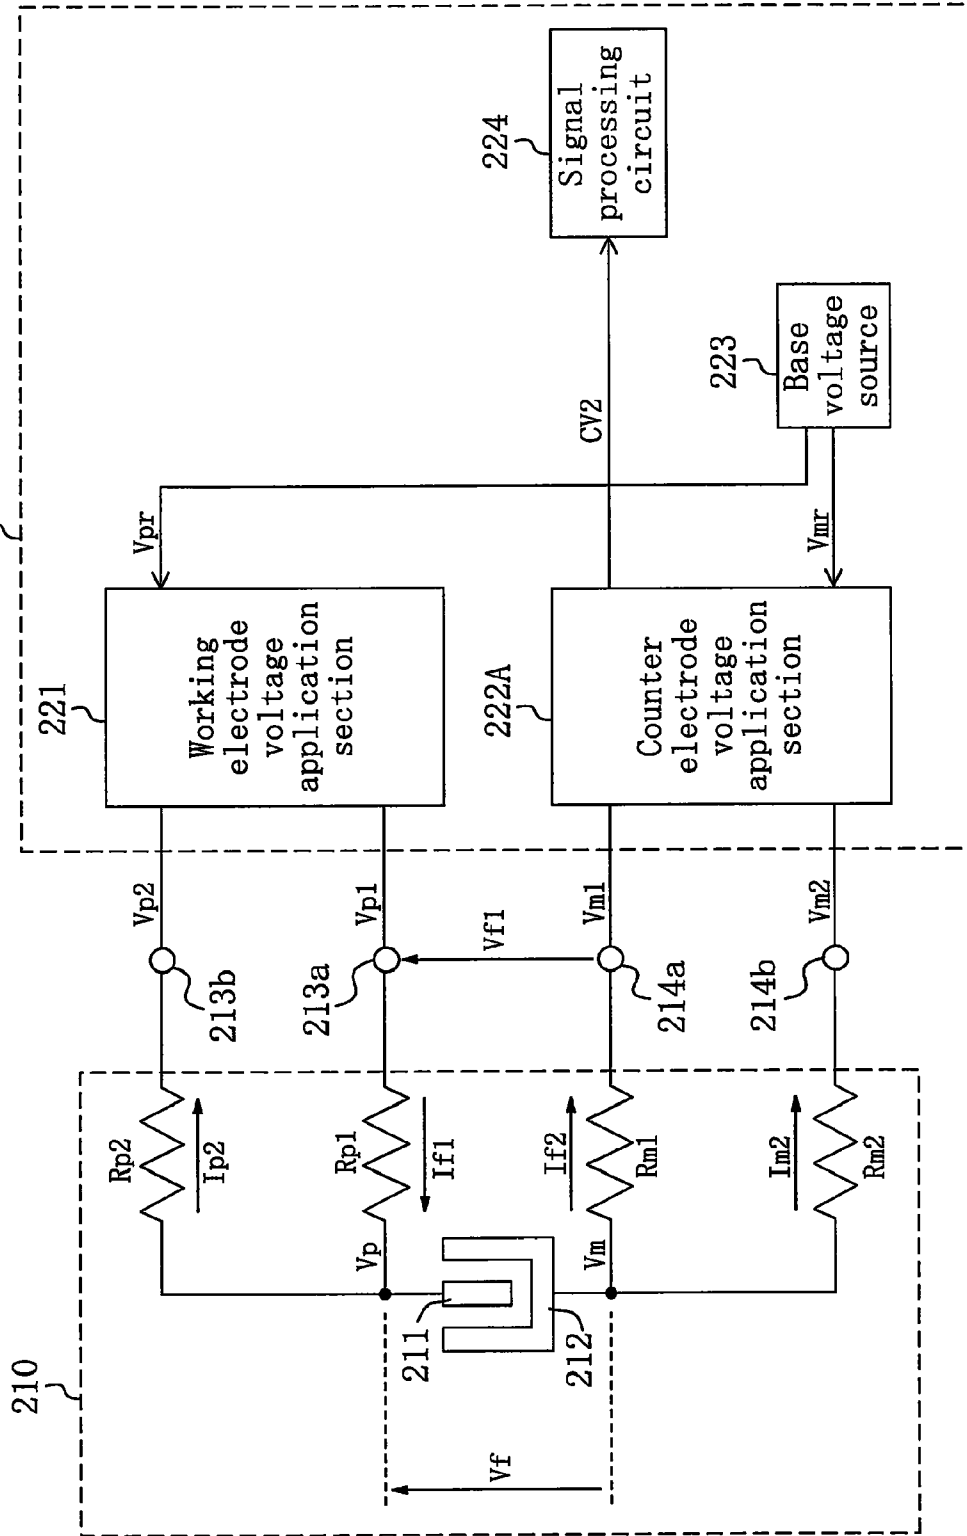 210
Vf
211
212
Vp
Vm
Rp2
Ip2
Rp1
If1
If2
Rm1
Im2
Rm2
213b
213a
214a
214b
Vf1
Vp2
Vp1
Vm1
Vm2
221
Working
electrode
voltage
application
section
222A
Counter
electrode
voltage
application
section
Vpr
Vmr
CV2
223
Base
voltage
source
224
Signal
processing
circuit